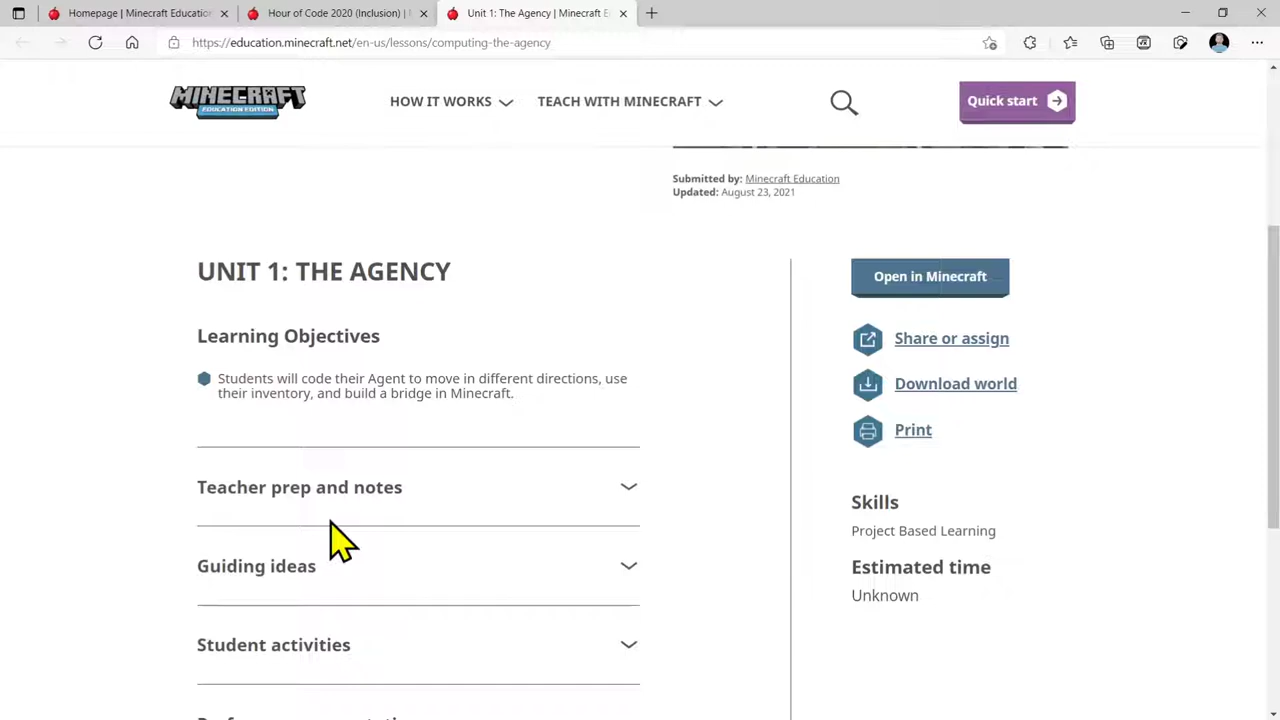 Homepage | Minecraft Education
Hour of Code 2020 (Inclusion) |
Unit 1: The Agency | Minecraft E
https://education.minecraft.net/en-us/lessons/computing-the-agency
MINECRAFT
EDUCATION EDITION
HOW IT WORKS
TEACH WITH MINECRAFT
Quick start
Submitted by: Minecraft Education
Updated: August 23, 2021
UNIT 1: THE AGENCY
Learning Objectives
Students will code their Agent to move in different directions, use
their inventory, and build a bridge in Minecraft.
Teacher prep and notes
Guiding ideas
Student activities
Open in Minecraft
Share or assign
Download world
Print
Skills
Project Based Learning
Estimated time
Unknown